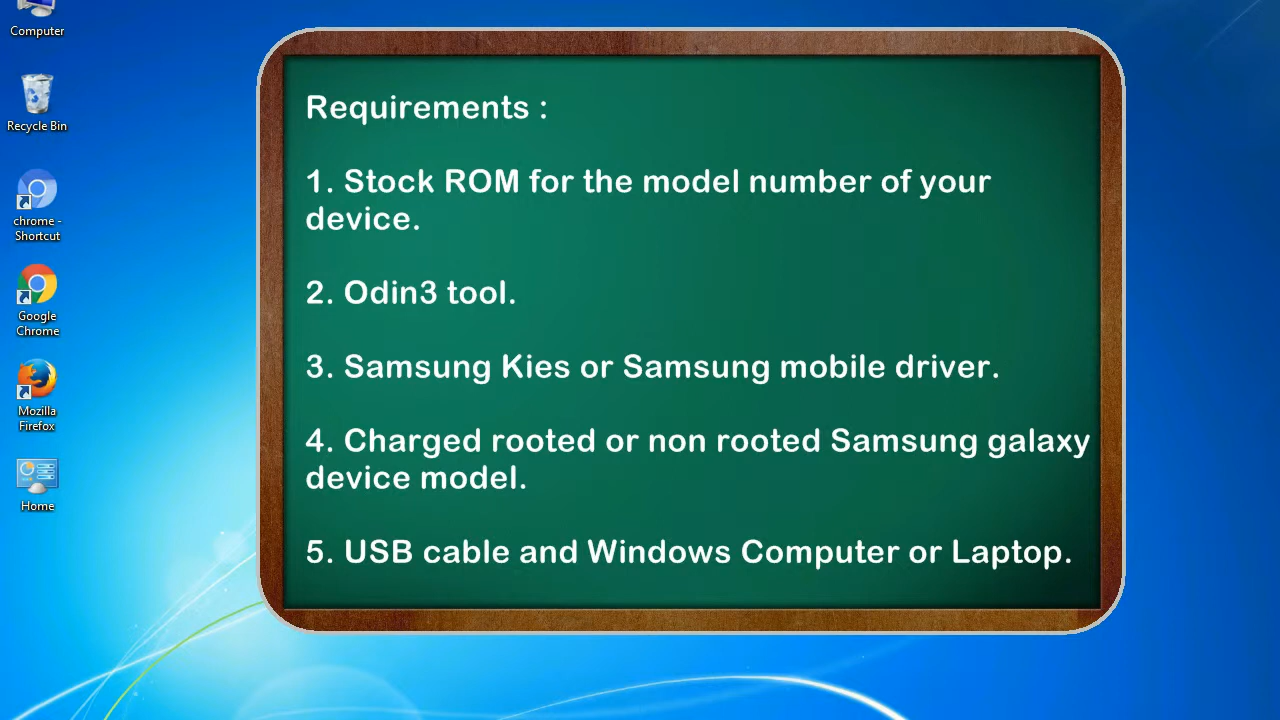 Computer
Recycle Bin
chrome -
Shortcut
Google
Chrome
Mozilla
Firefox
Home
Requirements :
1. Stock ROM for the model number of your
device.
2. Odin3 tool.
3. Samsung Kies or Samsung mobile driver.
4. Charged rooted or non rooted Samsung galaxy
device model.
5. USB cable and Windows Computer or Laptop.